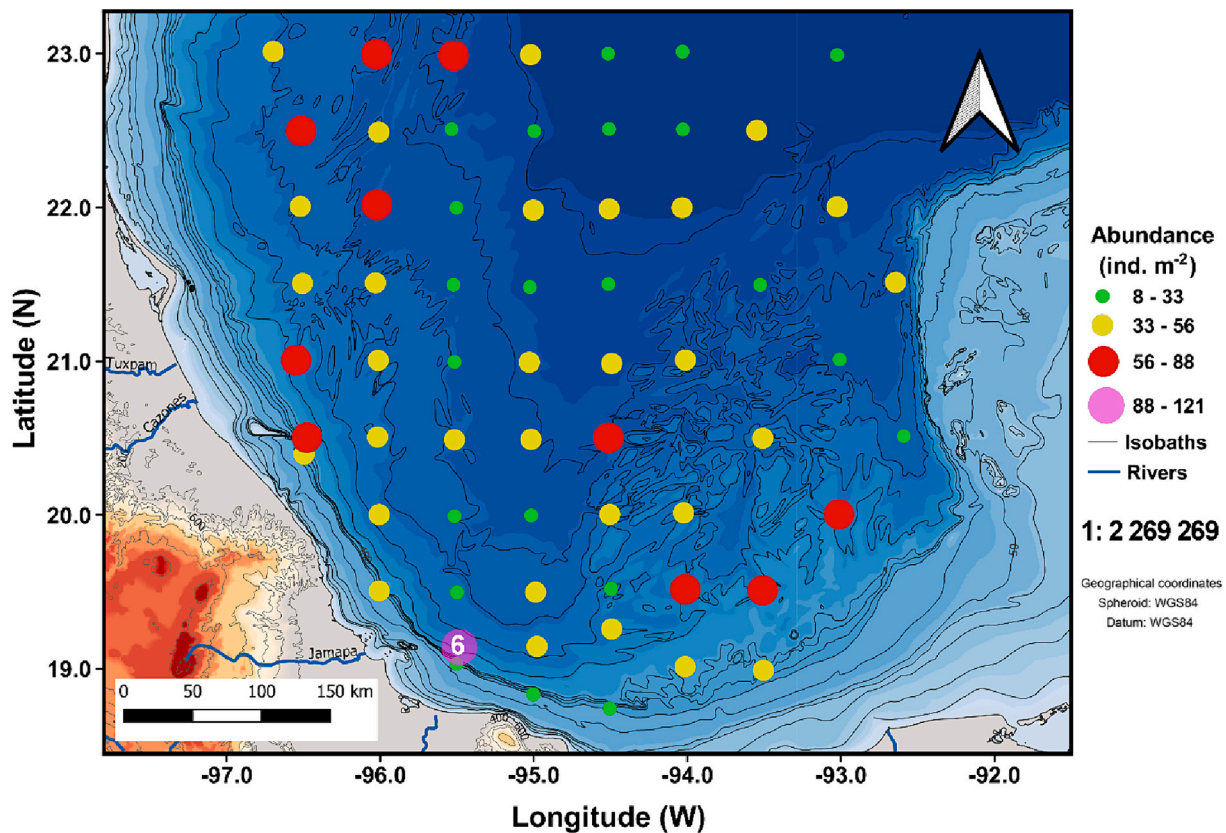 23.0
22.0
21.0
20.0
19.0
Latitude (N)
Tuxpam
Cazones
Jamapa
600
400
6
0 50 100 150 km
-97.0 -96.0 -95.0 -94.0 -93.0 -92.0
Longitude (W)
Abundance
(ind. m-2)
8 - 33
33 - 56
56 - 88
88 - 121
Isobaths
Rivers
1: 2 269 269
Geographical coordinates
Spheroid: WGS84
Datum: WGS84